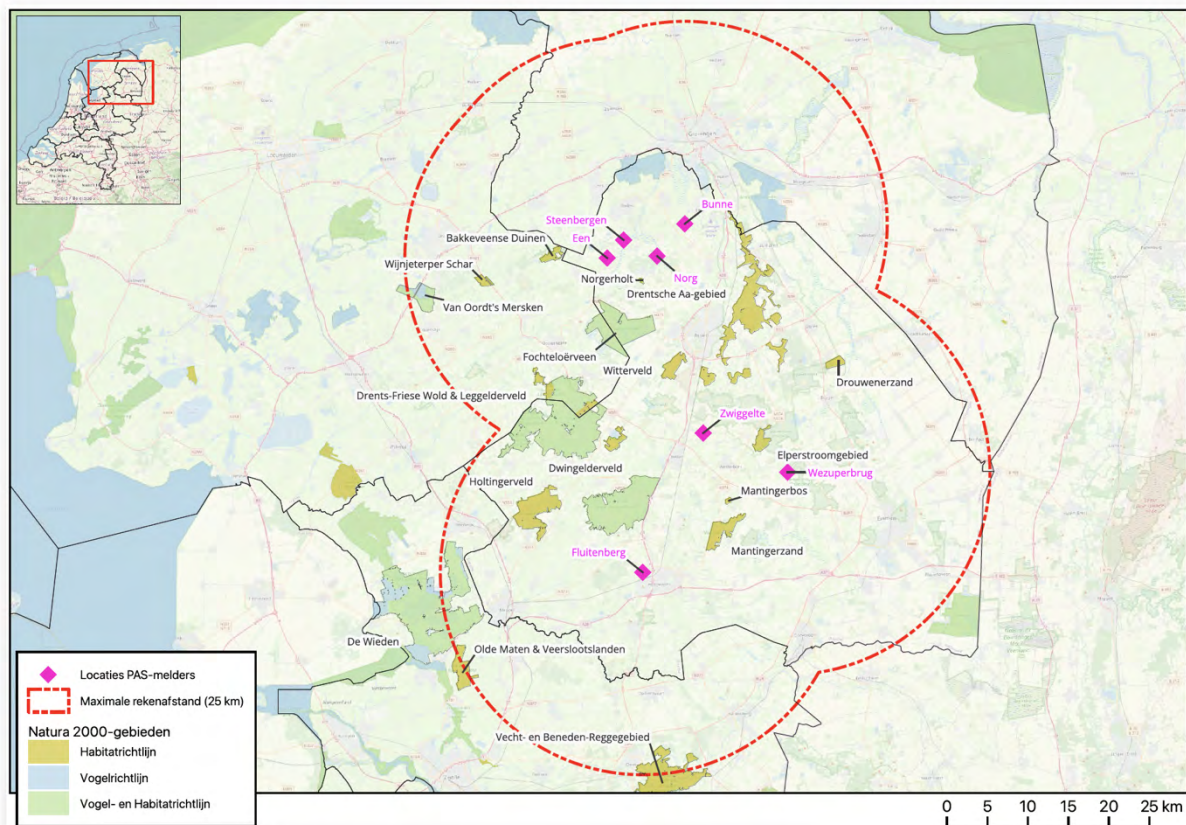 Bunne
Steenbergen
Een
Bakkeveense Duinen
Wijnjeterper Schar
Norg
Norgerholt
Drentsche Aa-gebied
Van Oordt's Mersken
Fochteloërveen
Witterveld
Drouwenerzand
Drents-Friese Wold & Leggelderveld
Zwiggelte
Elperstroomgebied
Wezuperbrug
Dwingelderveld
Holtingerveld
Mantingerbos
Mantingerzand
Fluitenberg
De Wieden
Olde Maten & Veerslootslanden
Vecht- en Beneden-Reggegebied
Locaties PAS-melders
Maximale rekenafstand (25 km)
Natura 2000-gebieden
Habitatrichtlijn
Vogelrichtlijn
Vogel- en Habitatrichtlijn
0 5 10 15 20 25 km